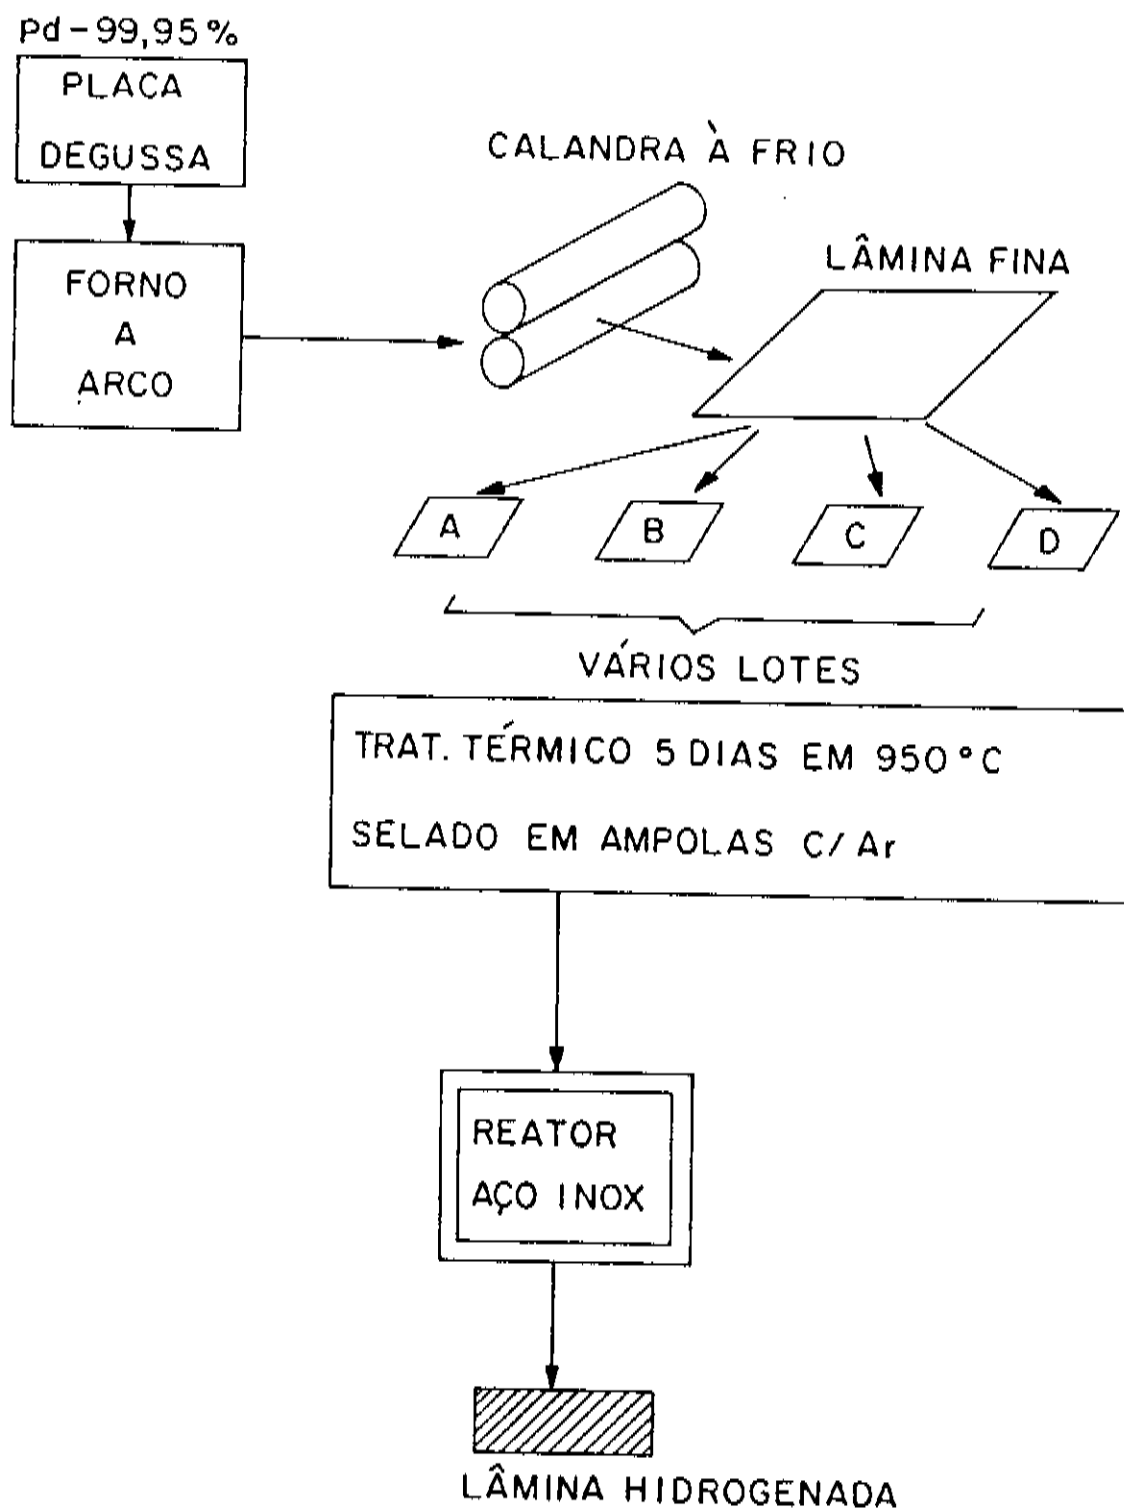 Pd-99,95%
PLACA
DEGUSSA
FORNO
A
ARCO
CALANDRA À FRIO
LÂMINA FINA
A B C D
VÁRIOS LOTES
TRAT. TÉRMICO 5 DIAS EM 950°C
SELADO EM AMPOLAS C/ Ar
REATOR
AÇO INOX
LÂMINA HIDROGENADA